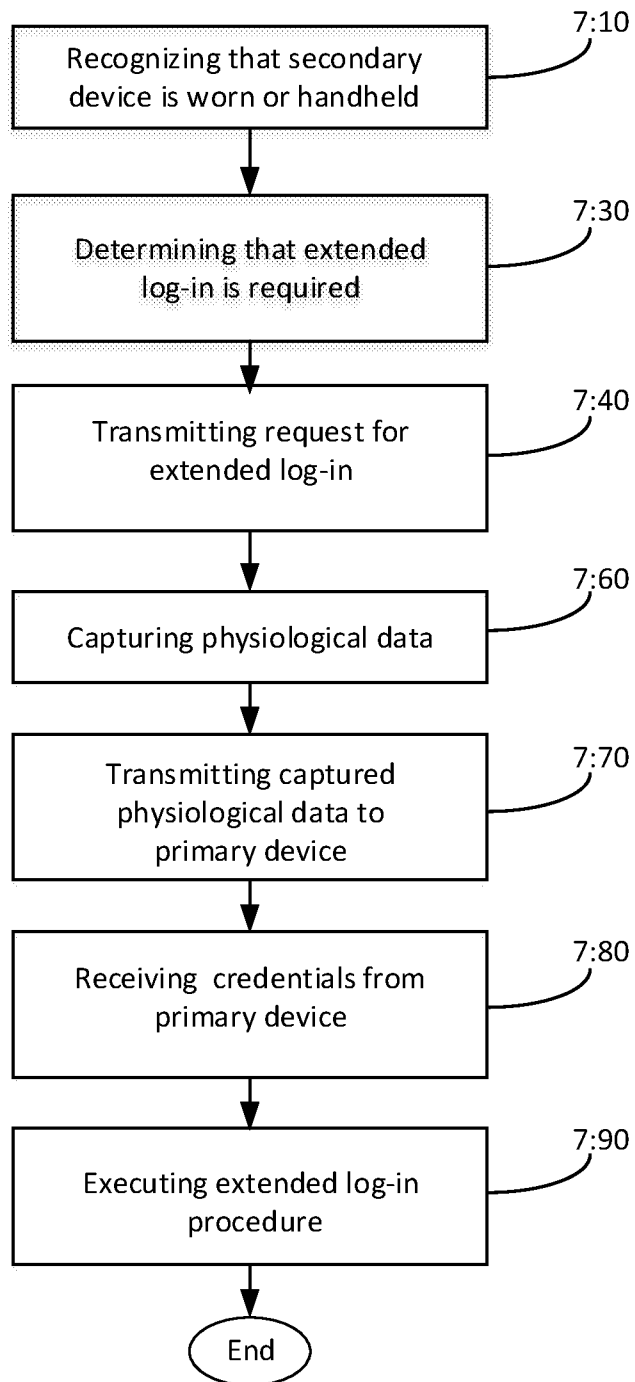 7:10
Recognizing that secondary
device is worn or handheld
7:30
Determining that extended
log-in is required
7:40
Transmitting request for
extended log-in
7:60
Capturing physiological data
7:70
Transmitting captured
physiological data to
primary device
7:80
Receiving credentials from
primary device
7:90
Executing extended log-in
procedure
End